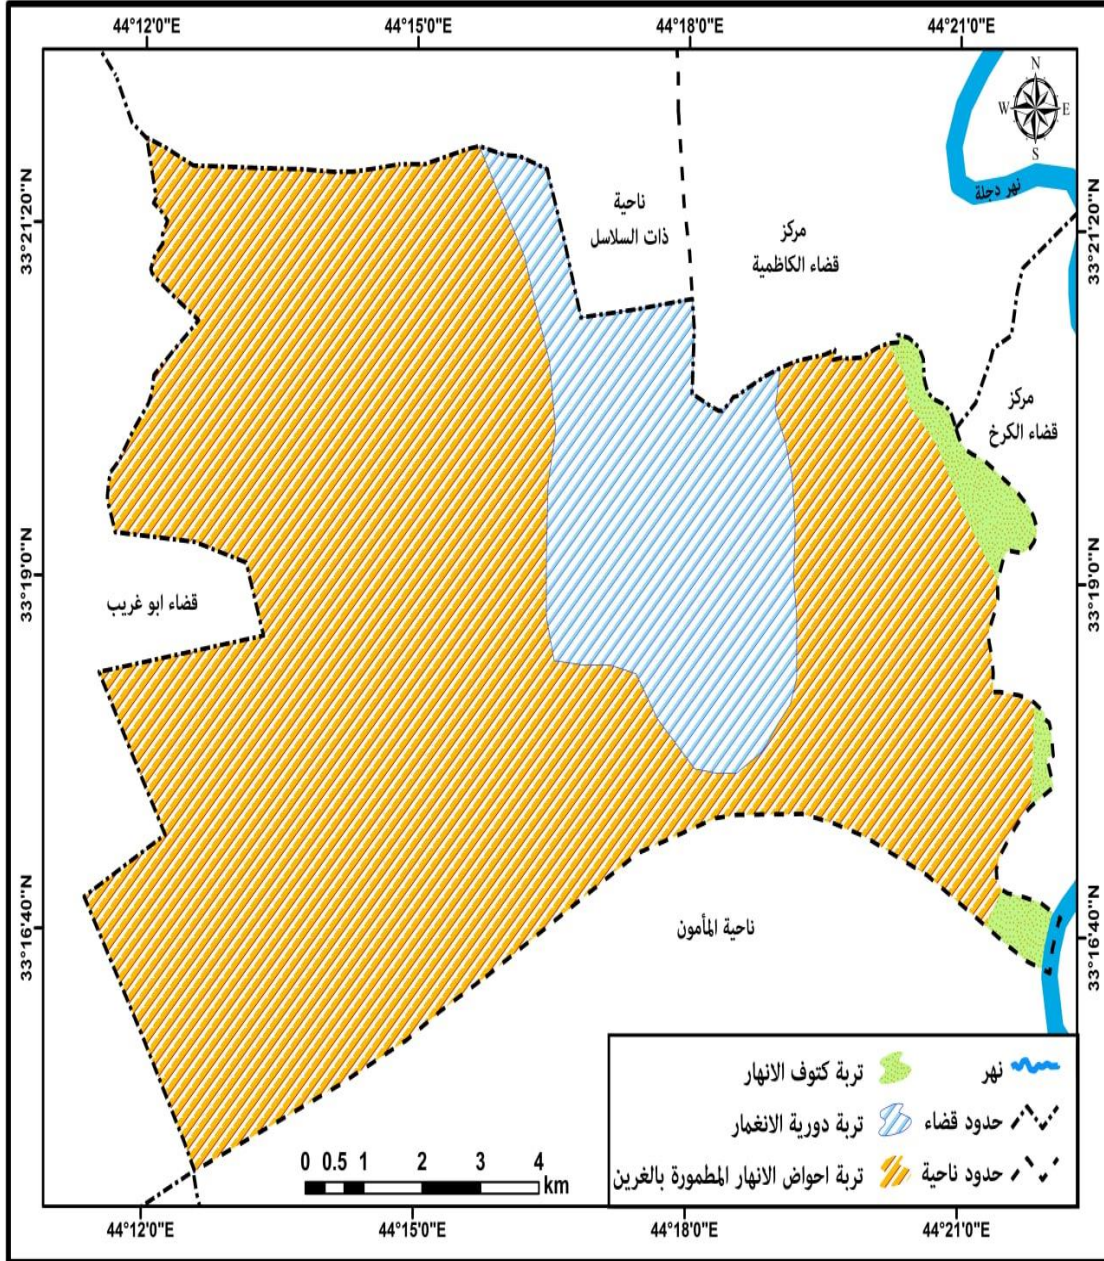 44°12'0"E 44°15'0"E 44°18'0"E 44°21'0"E
N
W E
S
نهر دجلة
33°21'20"N
33°21'20"N
ناحية
ذات السلاسل
مركز
قضاء الكاظمية
مركز
قضاء الكرخ
33°19'0"N
33°19'0"N
قضاء ابو غريب
33°16'40"N
33°16'40"N
ناحية المأمون
نهر
تربة كتوف الانهار
حدود قضاء
تربة دورية الانغمار
حدود ناحية
تربة احواض الانهار المطمورة بالغرين
0 0.5 1 2 3 4
km
44°12'0"E 44°15'0"E 44°18'0"E 44°21'0"E